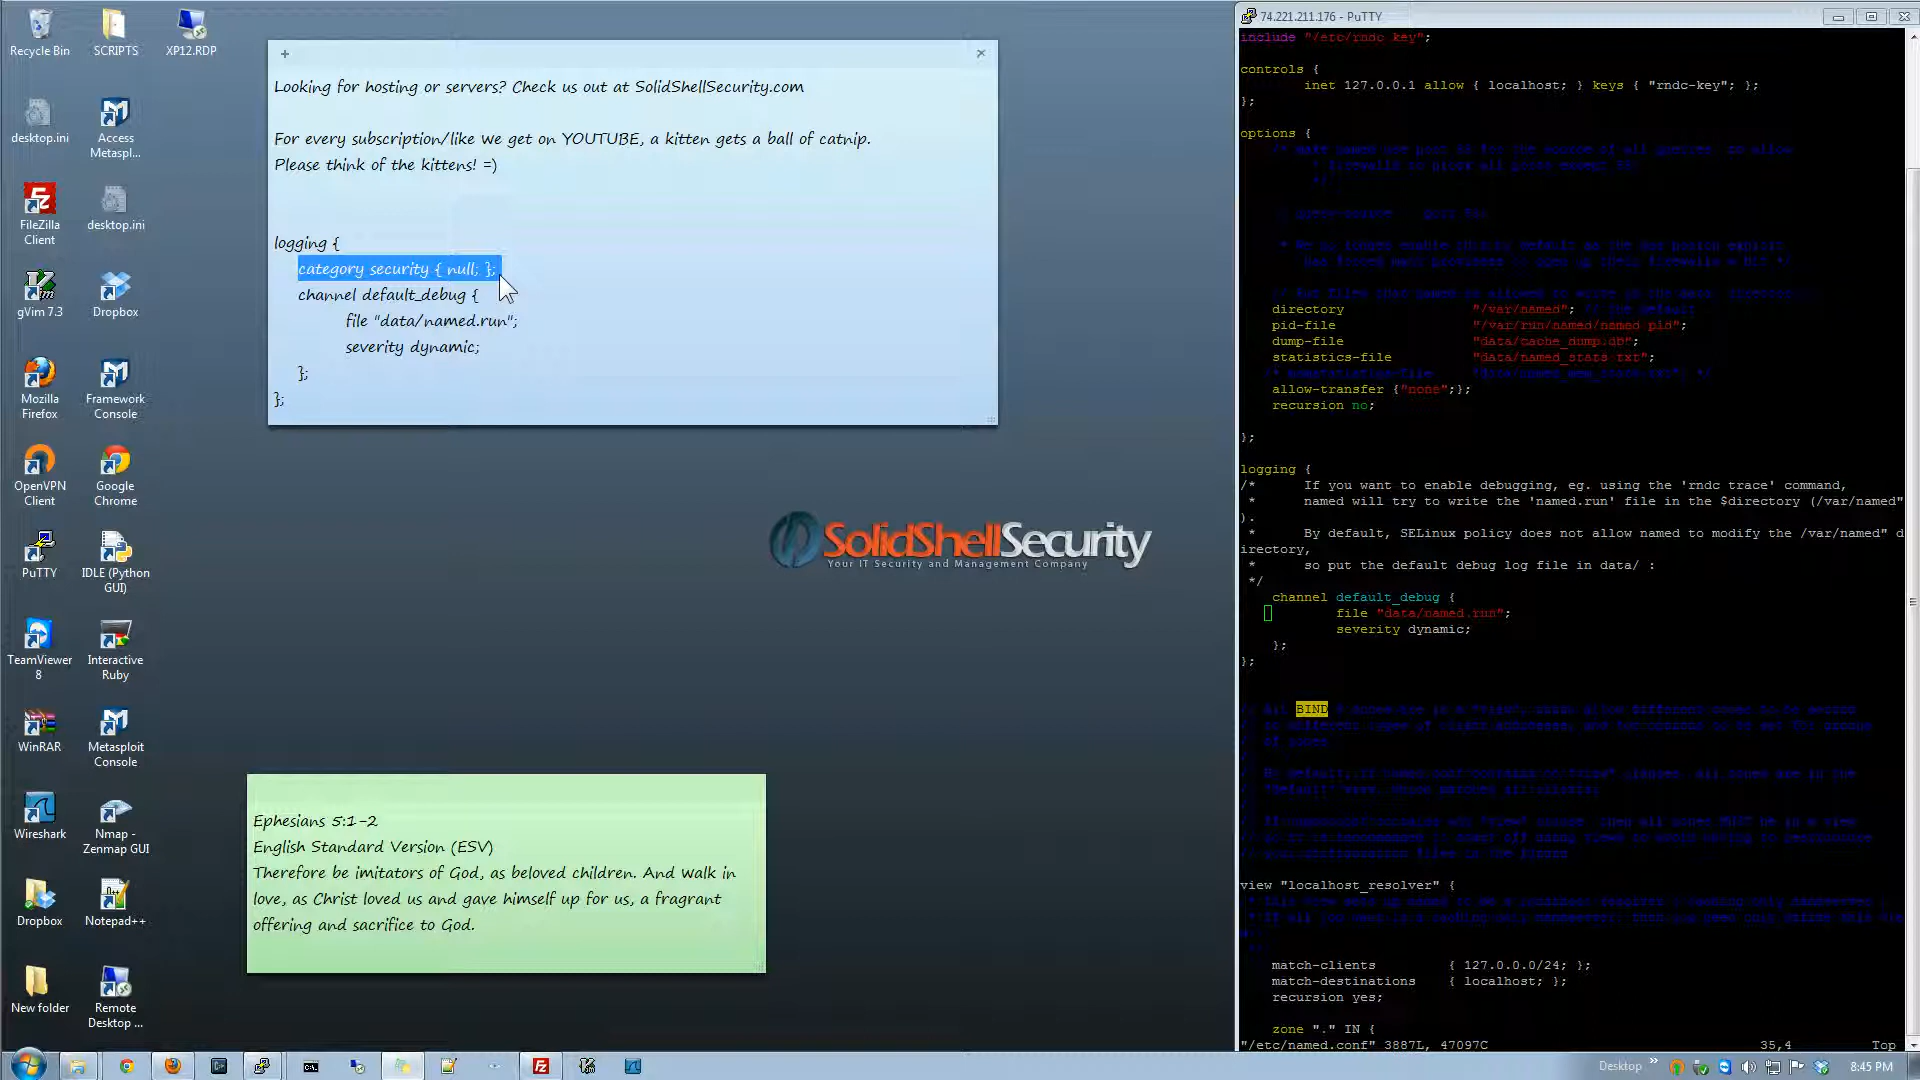 Recycle Bin
SCRIPTS
XP12.RDP
desktop.ini
Access Metaspl...
FileZilla Client
desktop.ini
gVim 7.3
Dropbox
Mozilla Firefox
Framework Console
OpenVPN Client
Google Chrome
PuTTY
IDLE (Python GUI)
TeamViewer 8
Interactive Ruby
WinRAR
Metasploit Console
Wireshark
Nmap - Zenmap GUI
Dropbox
Notepad++
New folder
Remote Desktop ...
Looking for hosting or servers? Check us out at SolidShellSecurity.com
For every subscription/like we get on YOUTUBE, a kitten gets a ball of catnip.
Please think of the kittens! =)
logging {
category security { null; };
channel default_debug {
file "data/named.run";
severity dynamic;
};
};
SolidShellSecurity
Your IT Security and Management Company
Ephesians 5:1-2
English Standard Version (ESV)
Therefore be imitators of God, as beloved children. And walk in
love, as Christ loved us and gave himself up for us, a fragrant
offering and sacrifice to God.
74.221.211.176 - PuTTY
include "/etc/rndc.key";
controls {
inet 127.0.0.1 allow { localhost; } keys { "rndc-key"; };
};
options {
directory "/var/named"; // the default
pid-file "/var/run/named/named.pid";
dump-file "data/cache_dump.db";
statistics-file "data/named_stats.txt";
allow-transfer {"none";};
recursion no;
};
logging {
/* If you want to enable debugging, eg. using the 'rndc trace' command,
* named will try to write the 'named.run' file in the $directory (/var/named"
).
* By default, SELinux policy does not allow named to modify the /var/named" d
irectory,
* so put the default debug log file in data/ :
*/
channel default_debug {
file "data/named.run";
severity dynamic;
};
};
BIND
view "localhost_resolver" {
match-clients { 127.0.0.0/24; };
match-destinations { localhost; };
recursion yes;
zone "." IN {
"/etc/named.conf" 3887L, 47097C 35,4 Top
Desktop
8:45 PM